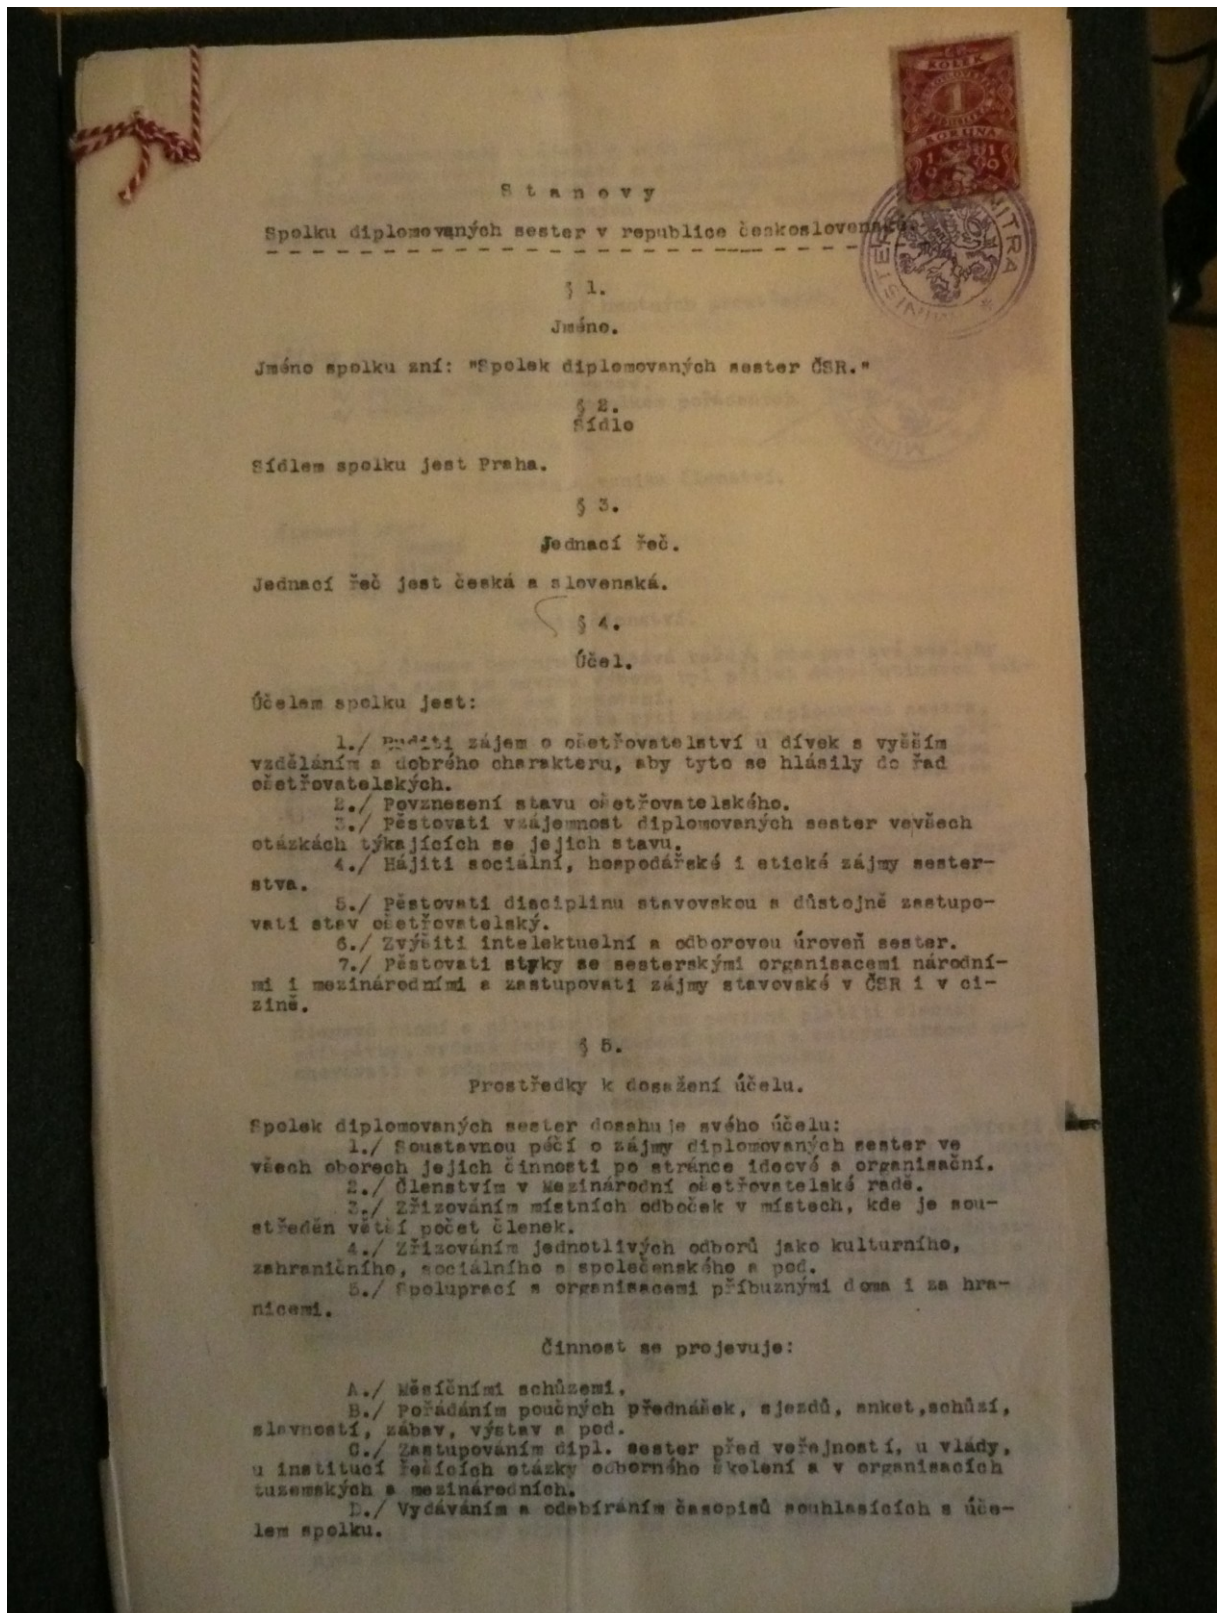 KOLEK
1
KORUNA
1919
MINISTERS NITRA
Stanovy
Spolku diplomovaných sester v republice československé.
§ 1.
Jméno.
Jméno spolku zní: "Spolek diplomovaných sester ČSR."
§ 2.
Sídlo
Sídlem spolku jest Praha.
§ 3.
Jednací řeč.
Jednací řeč jest česká a slovenská.
§ 4.
Účel.
Účelem spolku jest:
1./ Buditi zájem o ošetřovatelství u dívek s vyšším
vzděláním a dobrého charakteru, aby tyto se hlásily do řad
ošetřovatelských.
2./ Povznesení stavu ošetřovatelského.
3./ Pěstovati vzájemnost diplomovaných sester ve všech
otázkách týkajících se jejich stavu.
4./ Hájiti sociální, hospodářské i etické zájmy sester-
stva.
5./ Pěstovati disciplinu stavovskou a důstojně zastupo-
vati stav ošetřovatelský.
6./ Zvýšiti intelektuelní a odborovou úroveň sester.
7./ Pěstovati styky se sesterskými organisacemi národní-
mi i mezinárodními a zastupovati zájmy stavovské v ČSR i v ci-
zině.
§ 5.
Prostředky k dosažení účelu.
Spolek diplomovaných sester dosahuje svého účelu:
1./ Soustavnou péčí o zájmy diplomovaných sester ve
všech oborech jejich činnosti po stránce ideové a organisační.
2./ Členstvím v Mezinárodní ošetřovatelské radě.
3./ Zřizováním místních odboček v místech, kde je sou-
středěn větší počet členek.
4./ Zřizováním jednotlivých odborů jako kulturního,
zahraničního, sociálního a společenského a pod.
5./ Spoluprací s organisacemi příbuznými doma i za hra-
nicemi.
Činnost se projevuje:
A./ Měsíčními schůzemi.
B./ Pořádáním poučných přednášek, sjezdů, anket,schůzí,
slavností, zábav, výstav a pod.
C./ Zastupováním dipl. sester před veřejností, u vlády,
u institucí řešících otázky odborného školení a v organisacích
tuzemských a mezinárodních.
D./ Vydáváním a odebíráním časopisů souhlasících s úče-
lem spolku.